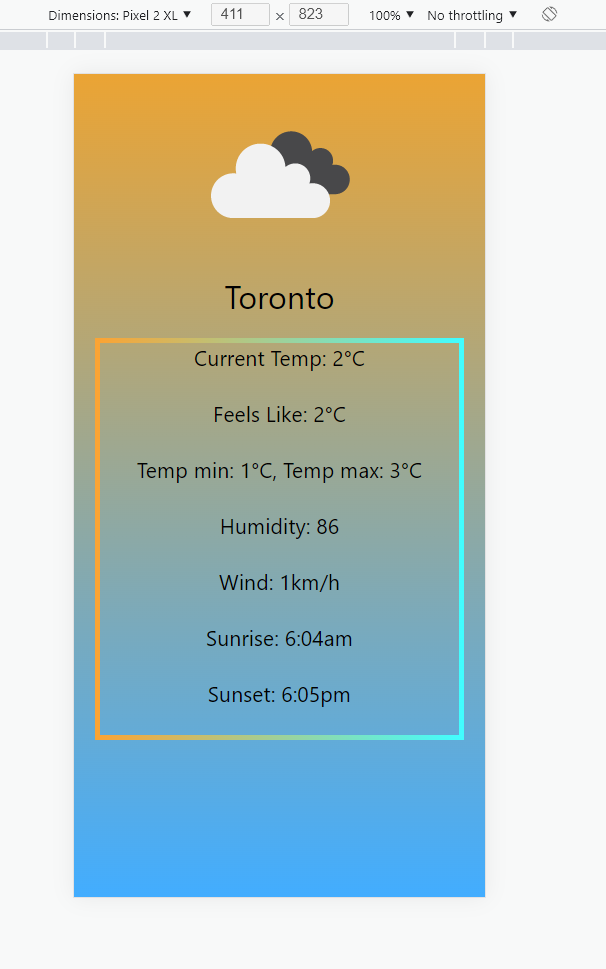 Dimensions: Pixel 2 XL ▼ 411 × 823 100% ▼ No throttling ▼
Toronto
Current Temp: 2°C
Feels Like: 2°C
Temp min: 1°C, Temp max: 3°C
Humidity: 86
Wind: 1km/h
Sunrise: 6:04am
Sunset: 6:05pm